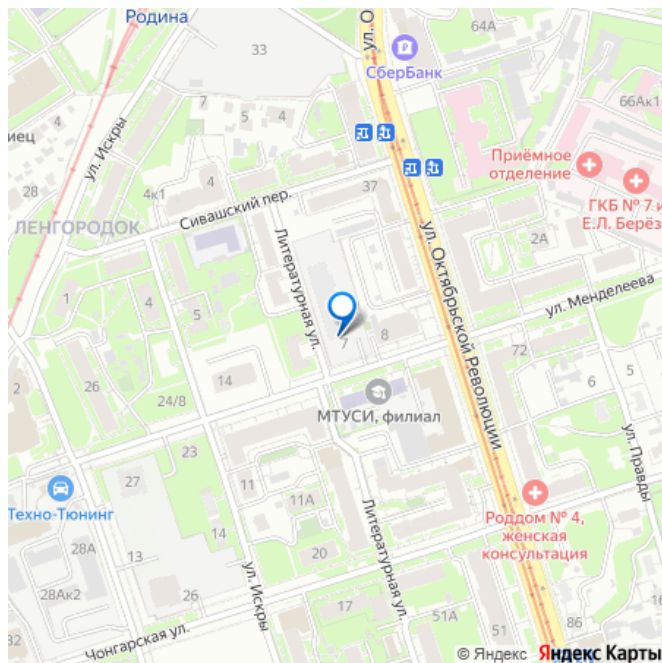 Родина
33
ул. О
64А
СберБанк
66Ак1
7
5
4
4
иец
28
ул. Искры
4к1
4
37
Приёмное
отделение
ГКБ № 7 и
Е.Л. Берёз
Сивашский пер.
ЛЕНГОРОДОК
2А
Литературная ул.
ул. Октябрьской Революции
ул. Менделеева
1
4
5
7
8
72
2
26
14
6
5
24/8
МТУСИ, филиал
ул. Правды
23
27
11
11А
Техно-Тюнинг
14
Роддом № 4,
женская
консультация
28А
13
20
Литературная ул.
28Ак2
26
ул. Искры
17
51А
32
Чонгарская ул.
51
86
© Яндекс Яндекс Карты